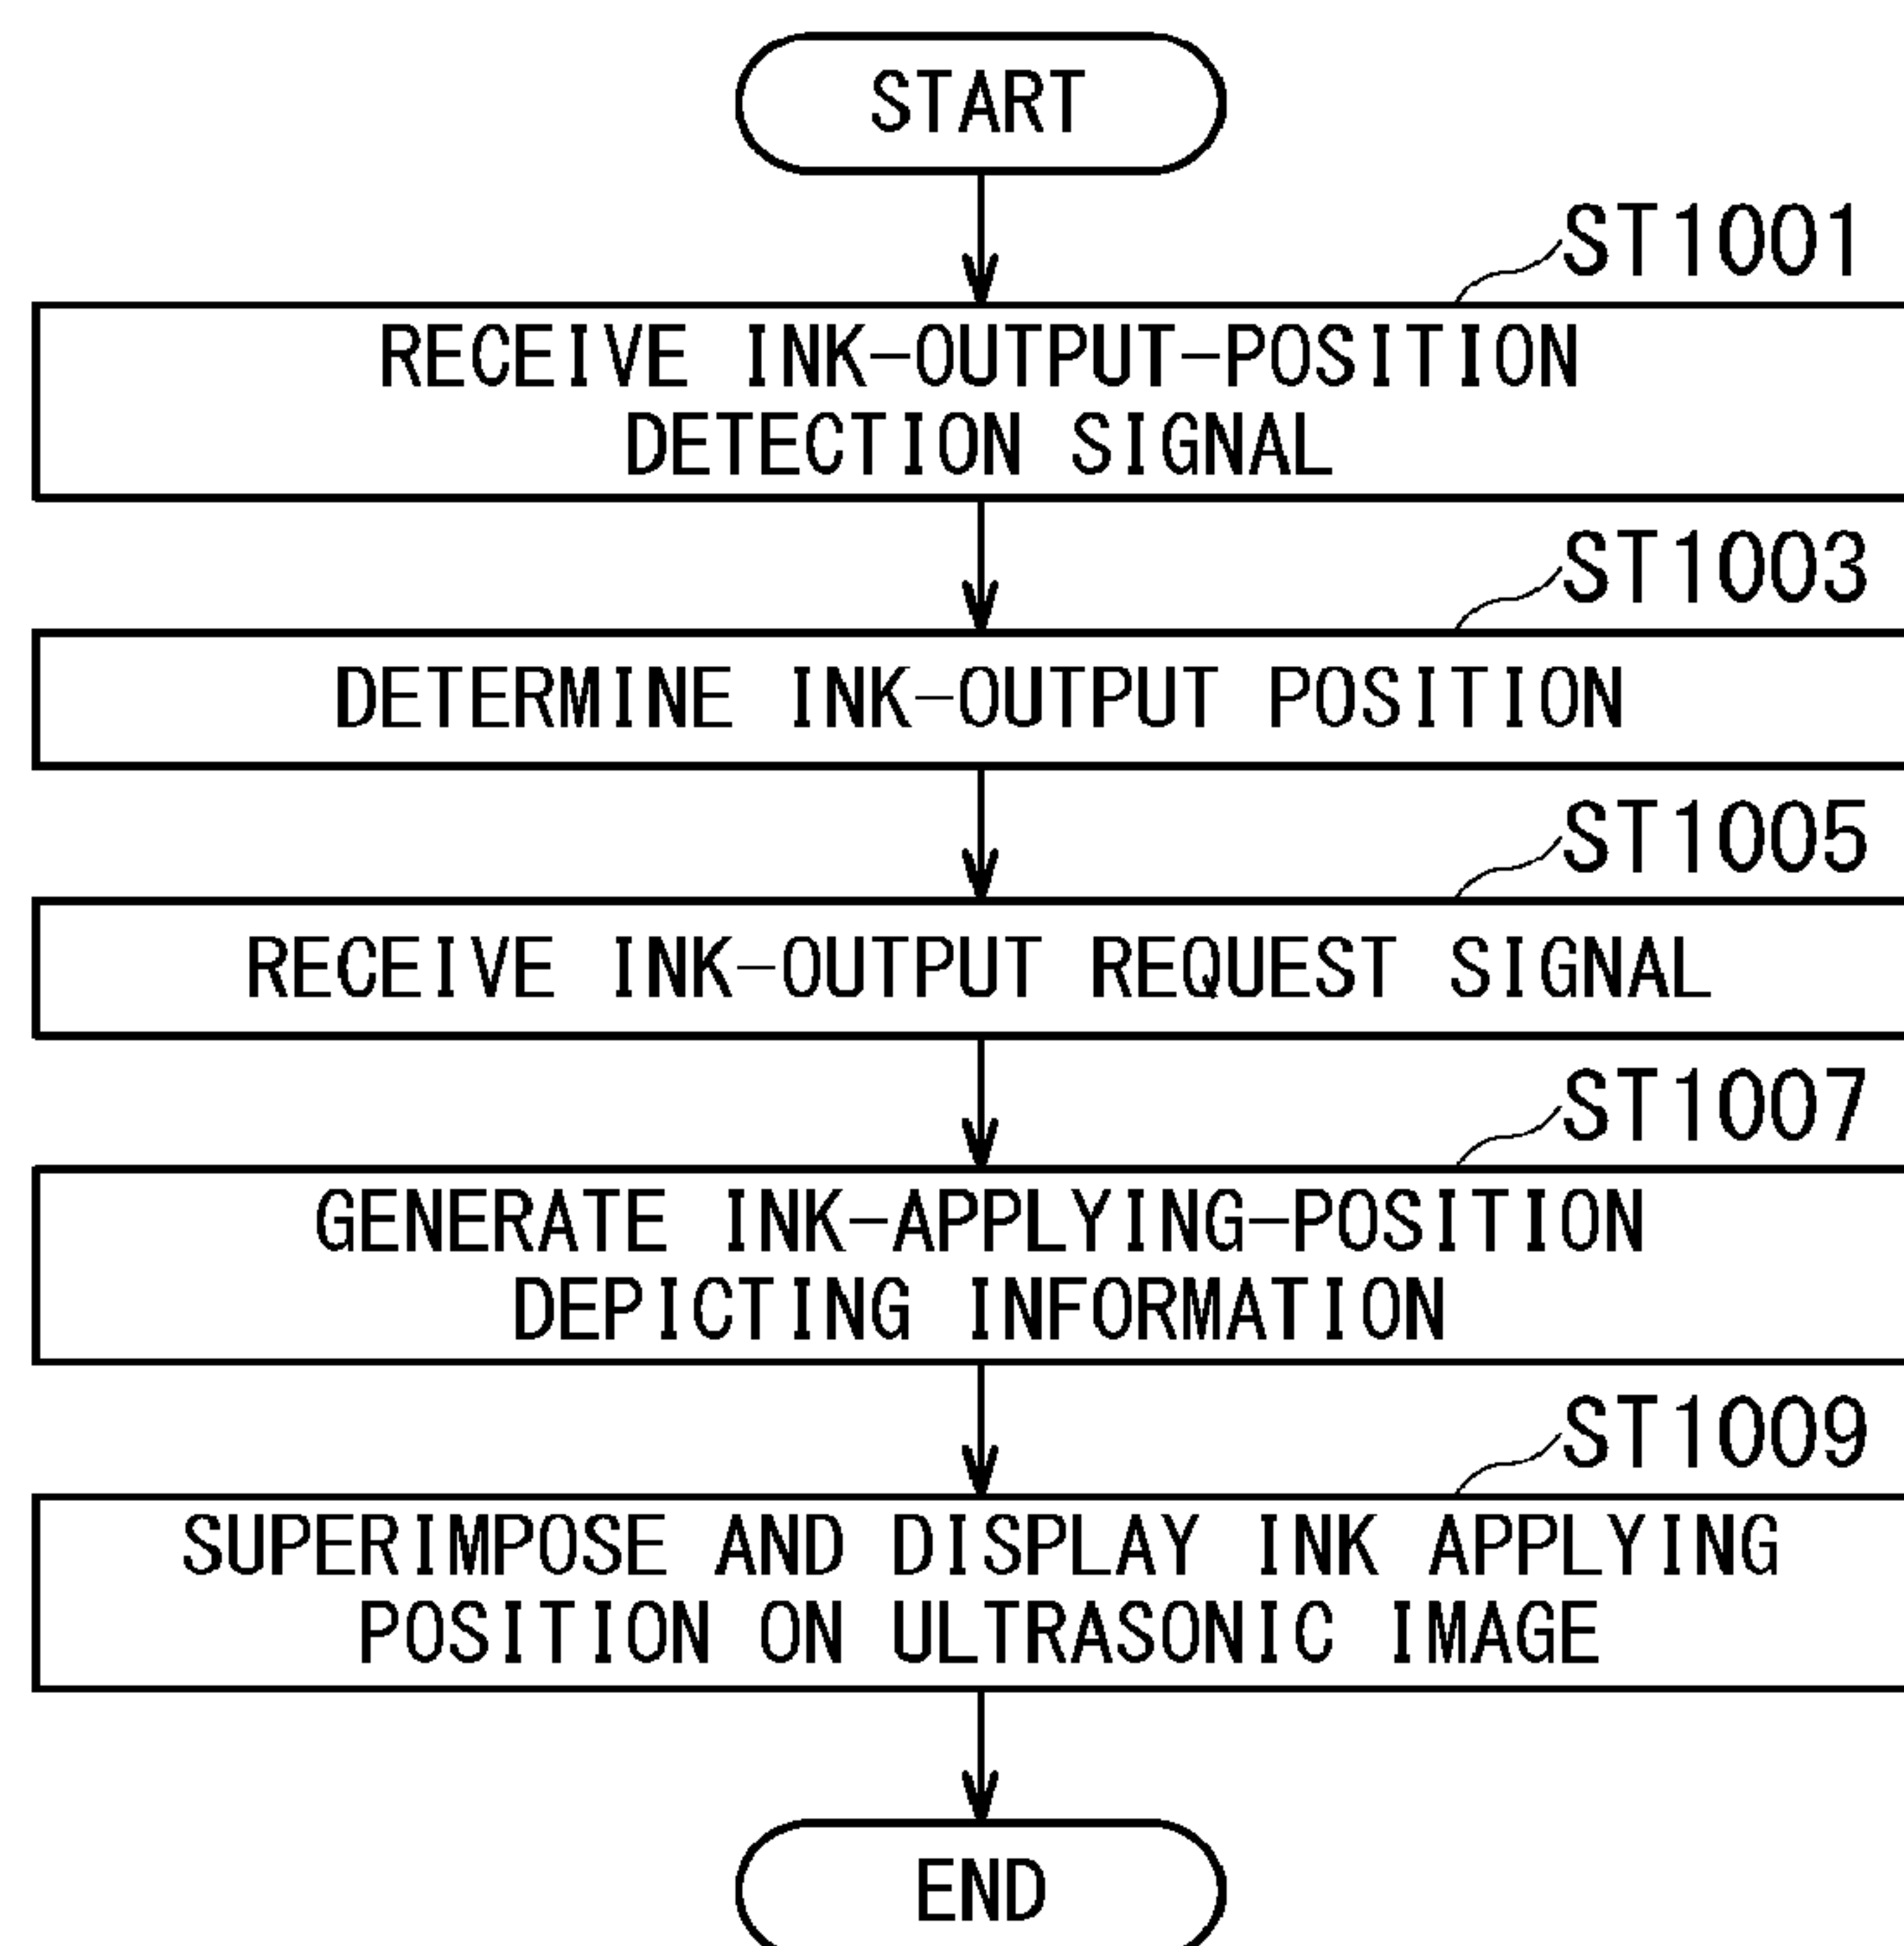 START
ST1001
RECEIVE INK-OUTPUT-POSITION
DETECTION SIGNAL
ST1003
DETERMINE INK-OUTPUT POSITION
ST1005
RECEIVE INK-OUTPUT REQUEST SIGNAL
ST1007
GENERATE INK-APPLYING-POSITION
DEPICTING INFORMATION
ST1009
SUPERIMPOSE AND DISPLAY INK APPLYING
POSITION ON ULTRASONIC IMAGE
END